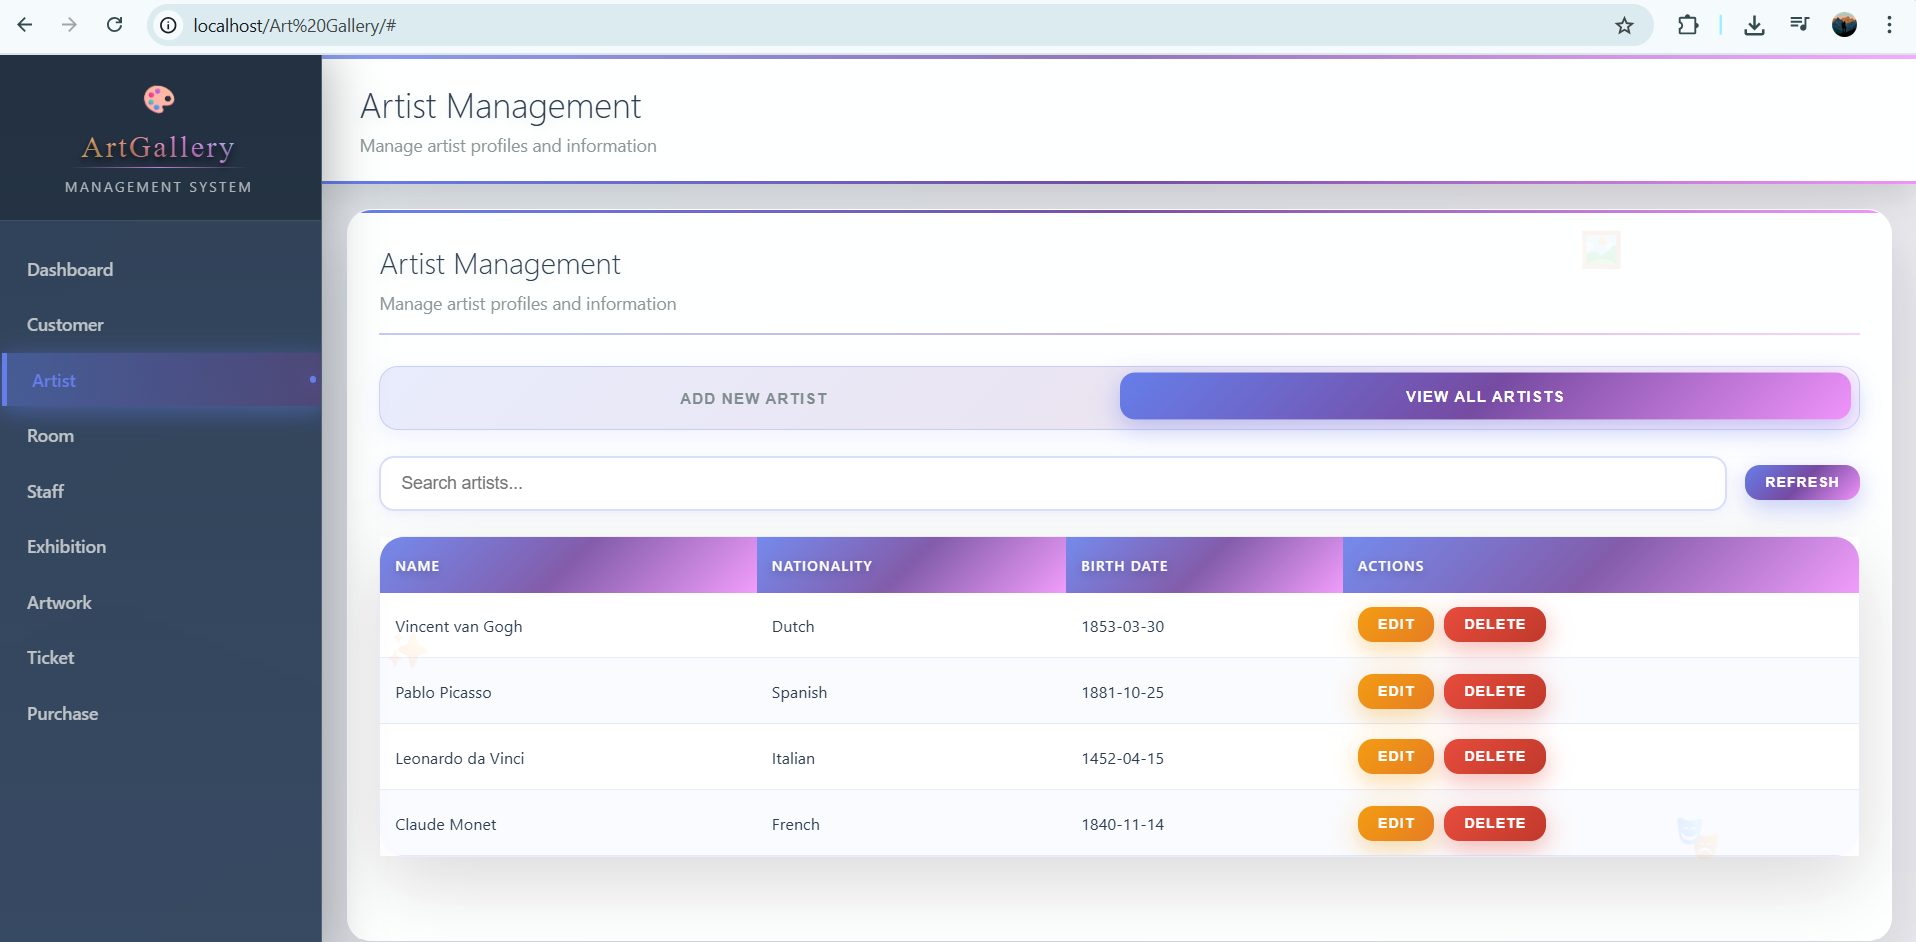 localhost/Art%20Gallery/#
ArtGallery
MANAGEMENT SYSTEM
Dashboard
Customer
Artist
Room
Staff
Exhibition
Artwork
Ticket
Purchase
Artist Management
Manage artist profiles and information
Artist Management
Manage artist profiles and information
ADD NEW ARTIST VIEW ALL ARTISTS
Search artists... REFRESH
NAME NATIONALITY BIRTH DATE ACTIONS
Vincent van Gogh Dutch 1853-03-30 EDIT DELETE
Pablo Picasso Spanish 1881-10-25 EDIT DELETE
Leonardo da Vinci Italian 1452-04-15 EDIT DELETE
Claude Monet French 1840-11-14 EDIT DELETE